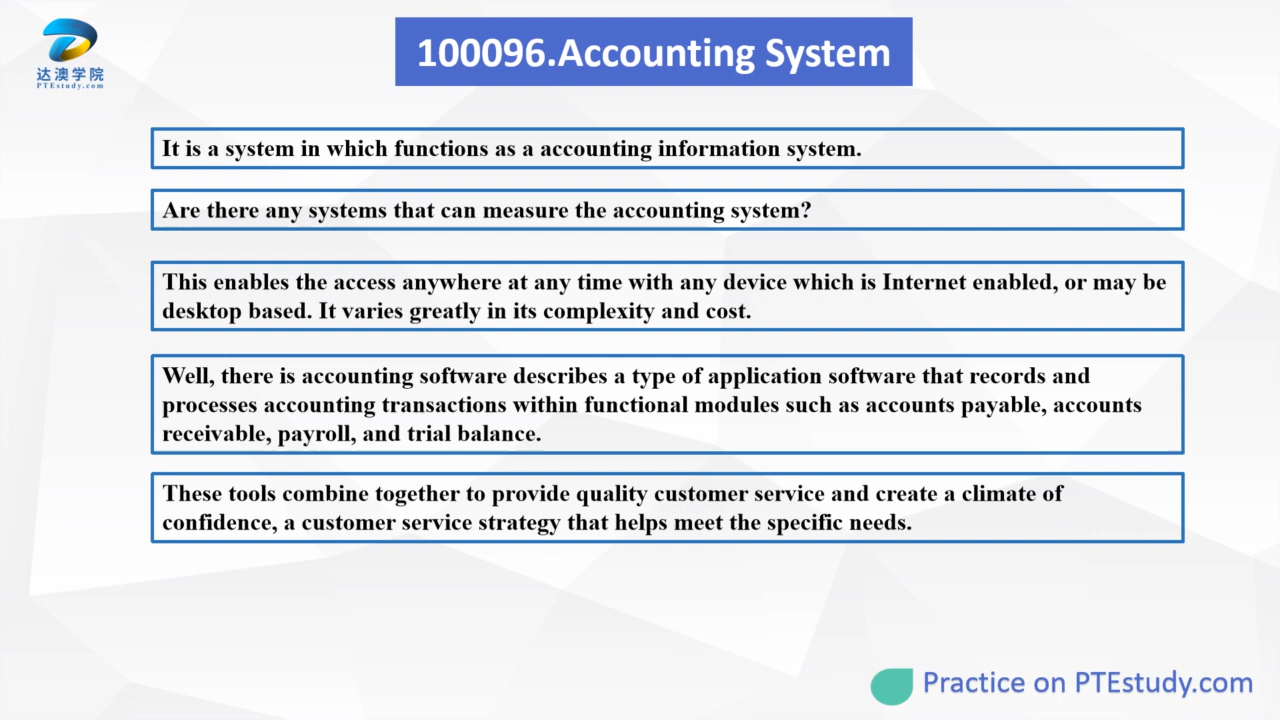 达澳学院
PTEstudy.com
100096.Accounting System
It is a system in which functions as a accounting information system.
Are there any systems that can measure the accounting system?
This enables the access anywhere at any time with any device which is Internet enabled, or may be
desktop based. It varies greatly in its complexity and cost.
Well, there is accounting software describes a type of application software that records and
processes accounting transactions within functional modules such as accounts payable, accounts
receivable, payroll, and trial balance.
These tools combine together to provide quality customer service and create a climate of
confidence, a customer service strategy that helps meet the specific needs.
Practice on PTEstudy.com